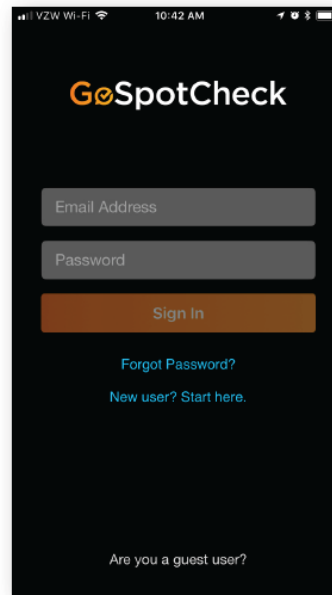 VZW Wi-Fi 10:42 AM
GoSpotCheck
Email Address
Password
Sign In
Forgot Password?
New user? Start here.
Are you a guest user?